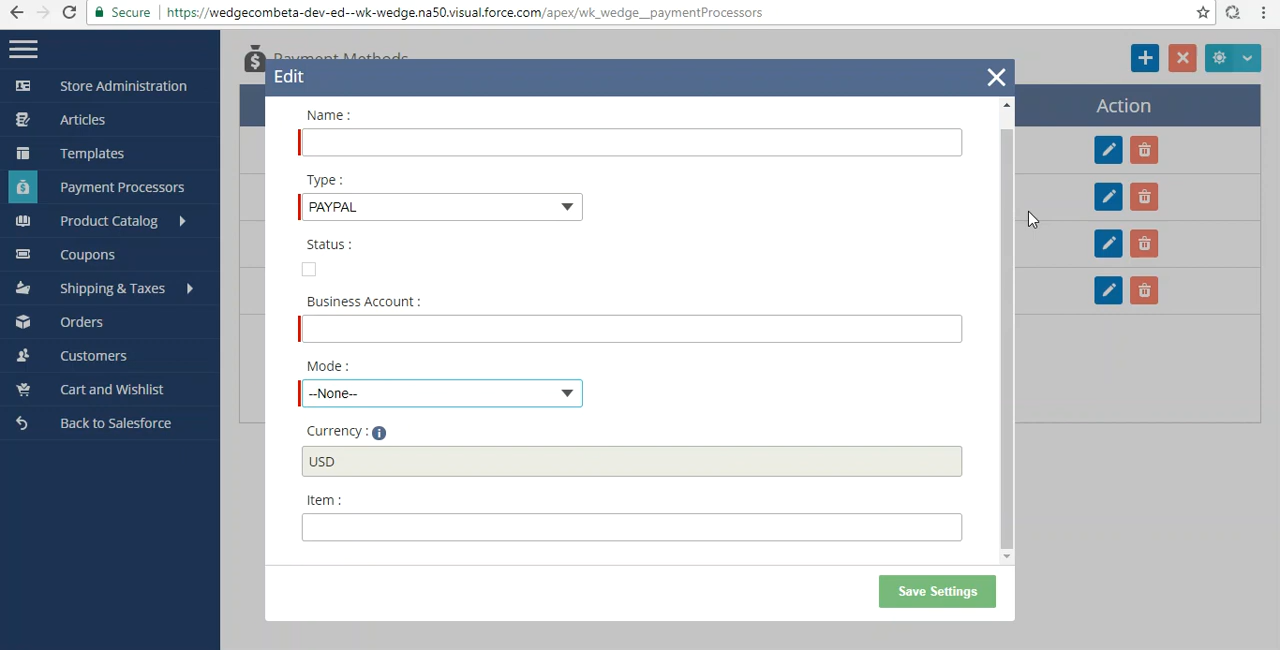 Secure https://wedgecombeta-dev-ed--wk-wedge.na50.visual.force.com/apex/wk_wedge__paymentProcessors
Store Administration
Articles
Templates
Payment Processors
Product Catalog
Coupons
Shipping & Taxes
Orders
Customers
Cart and Wishlist
Back to Salesforce
Payment Methods
Action
Edit
Name :
Type :
PAYPAL
Status :
Business Account :
Mode :
--None--
Currency :
USD
Item :
Save Settings